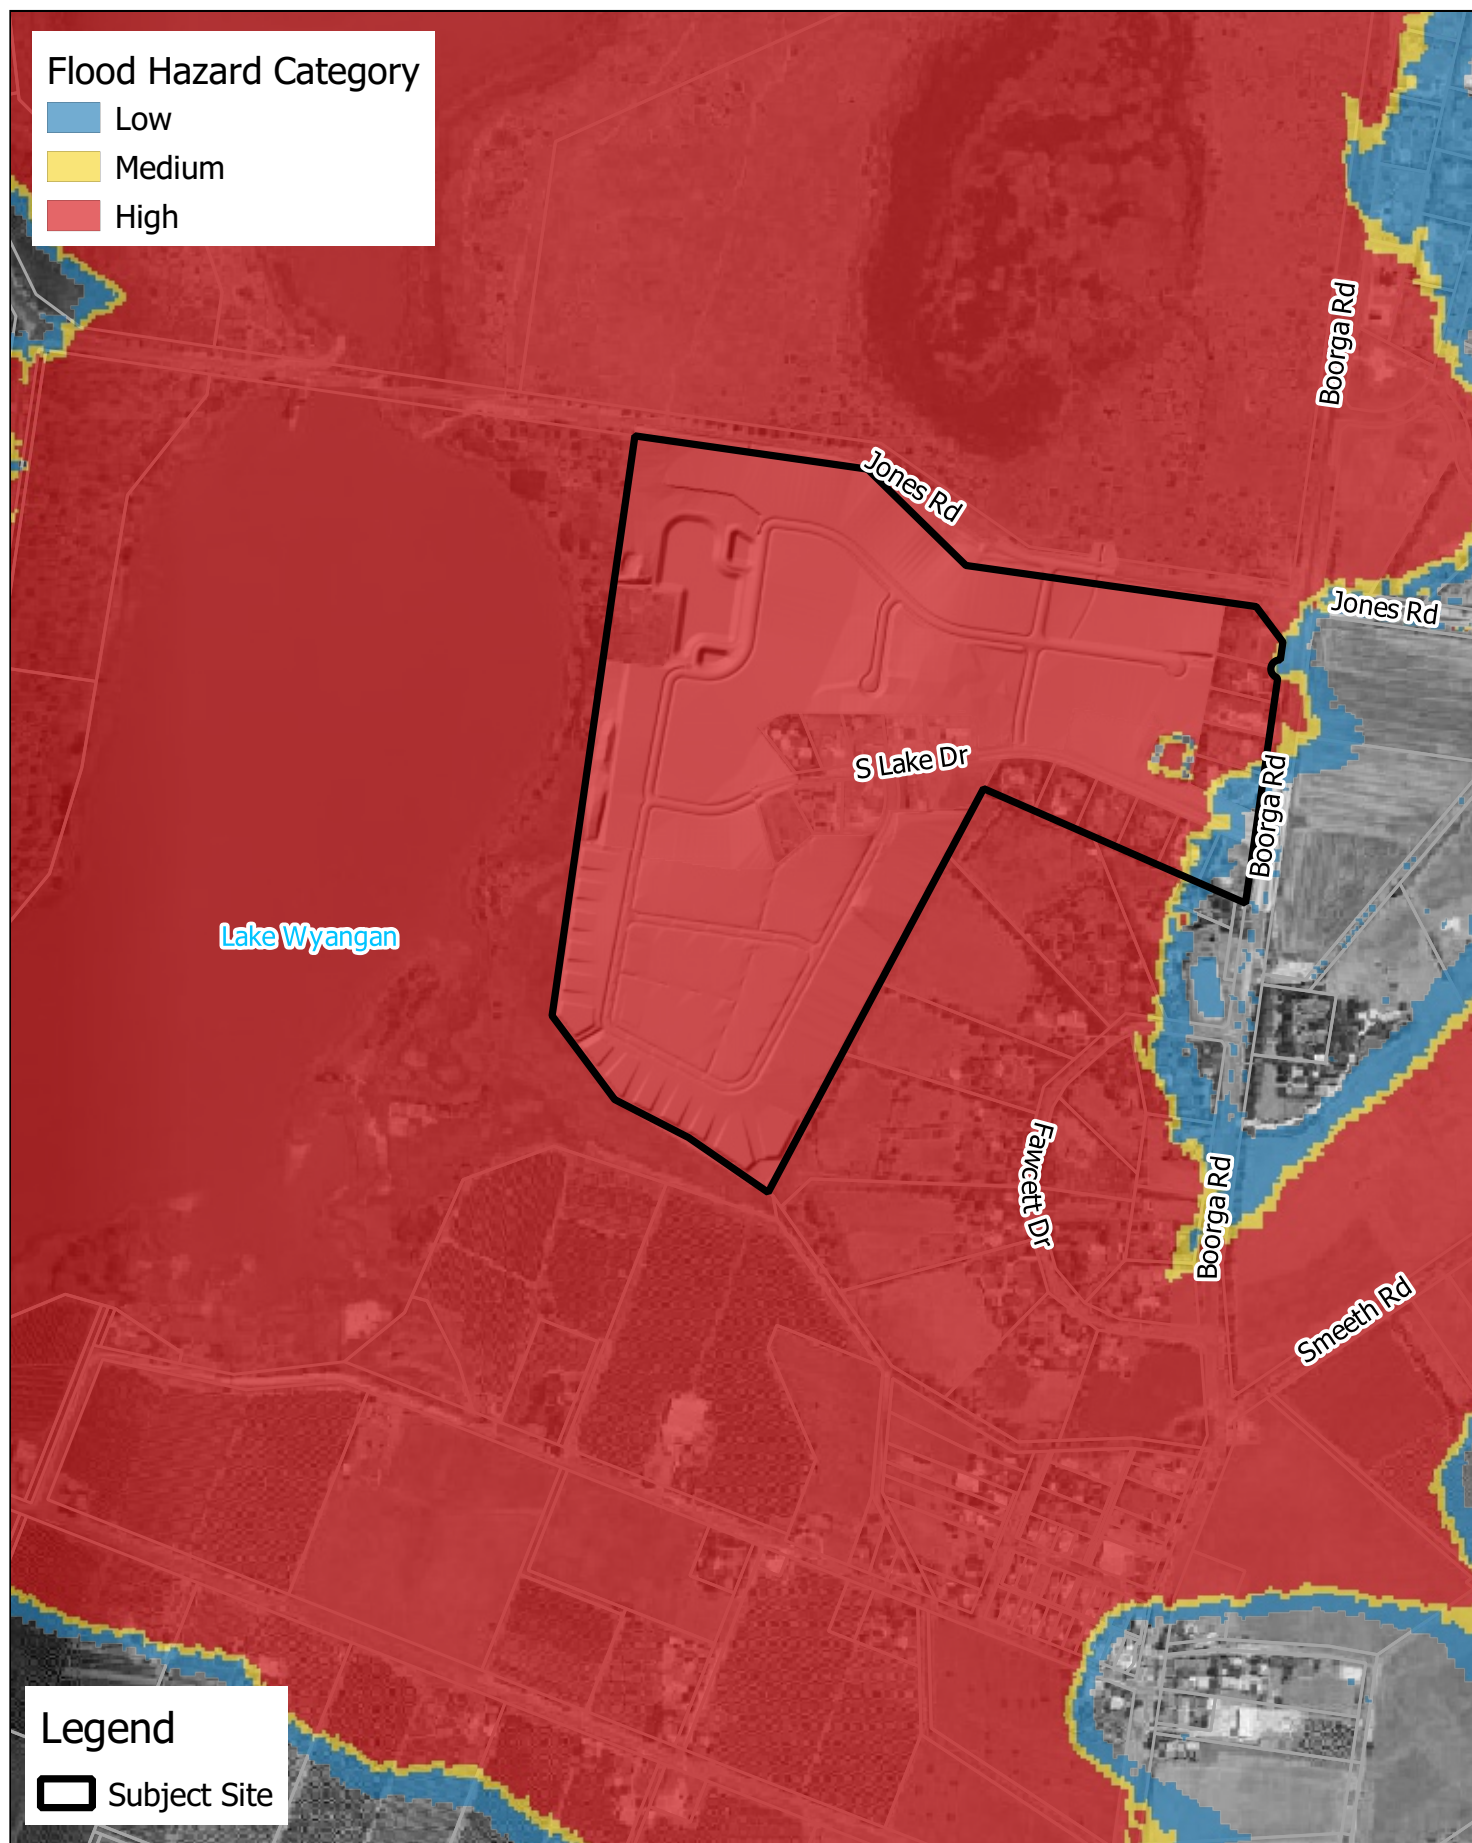 Flood Hazard Category
Low
Medium
High
Boorga Rd
Jones Rd
Jones Rd
S Lake Dr
Boorga Rd
Lake Wyangan
Fawcett Dr
Boorga Rd
Smeeth Rd
Legend
Subject Site